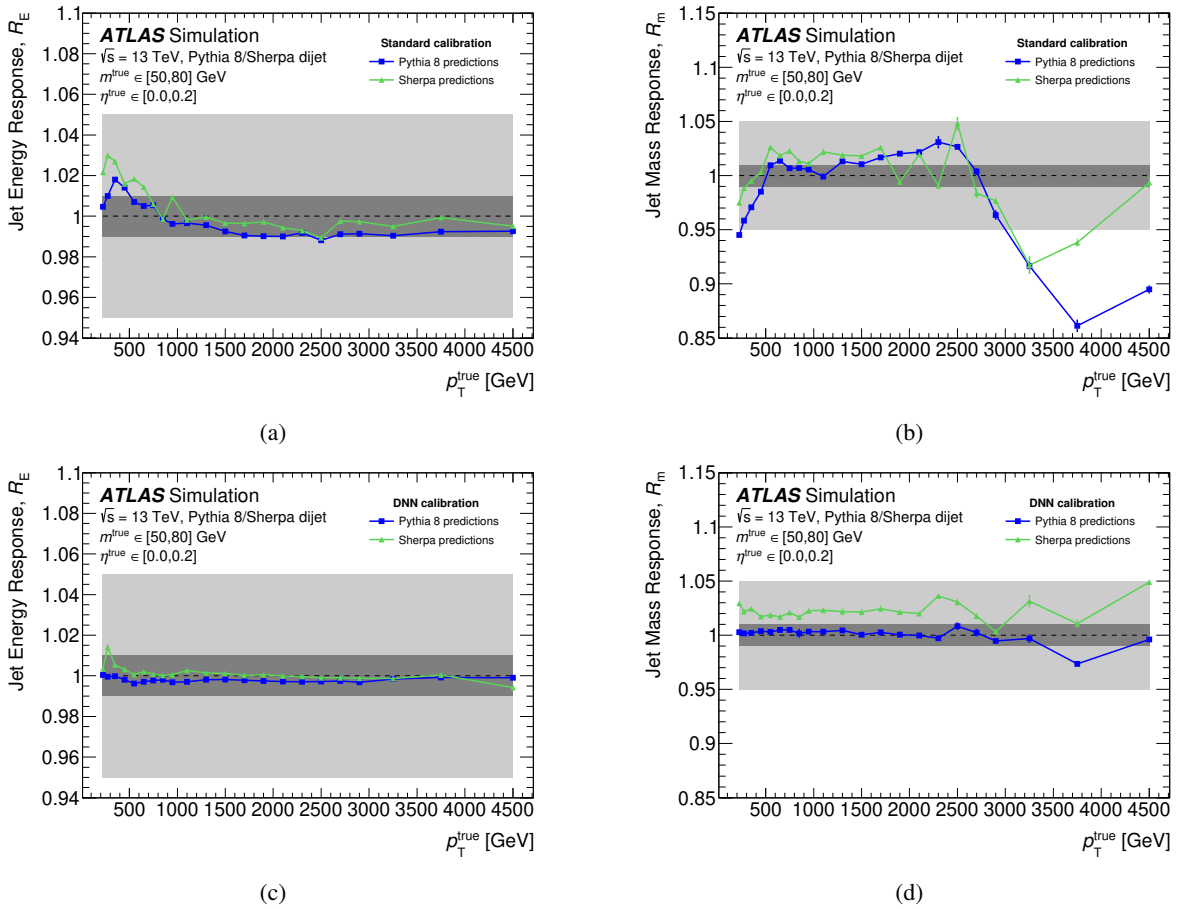 1.1
1.08
1.06
1.04
1.02
1
0.98
0.96
0.94
Jet Energy Response, R_E
ATLAS Simulation
√s = 13 TeV, Pythia 8/Sherpa dijet
m^true ∈ [50,80] GeV
η^true ∈ [0.0,0.2]
Standard calibration
Pythia 8 predictions
Sherpa predictions
500 1000 1500 2000 2500 3000 3500 4000 4500
p_T^true [GeV]
(a)
1.15
1.1
1.05
1
0.95
0.9
0.85
Jet Mass Response, R_m
ATLAS Simulation
√s = 13 TeV, Pythia 8/Sherpa dijet
m^true ∈ [50,80] GeV
η^true ∈ [0.0,0.2]
Standard calibration
Pythia 8 predictions
Sherpa predictions
500 1000 1500 2000 2500 3000 3500 4000 4500
p_T^true [GeV]
(b)
1.1
1.08
1.06
1.04
1.02
1
0.98
0.96
0.94
Jet Energy Response, R_E
ATLAS Simulation
√s = 13 TeV, Pythia 8/Sherpa dijet
m^true ∈ [50,80] GeV
η^true ∈ [0.0,0.2]
DNN calibration
Pythia 8 predictions
Sherpa predictions
500 1000 1500 2000 2500 3000 3500 4000 4500
p_T^true [GeV]
(c)
1.15
1.1
1.05
1
0.95
0.9
0.85
Jet Mass Response, R_m
ATLAS Simulation
√s = 13 TeV, Pythia 8/Sherpa dijet
m^true ∈ [50,80] GeV
η^true ∈ [0.0,0.2]
DNN calibration
Pythia 8 predictions
Sherpa predictions
500 1000 1500 2000 2500 3000 3500 4000 4500
p_T^true [GeV]
(d)